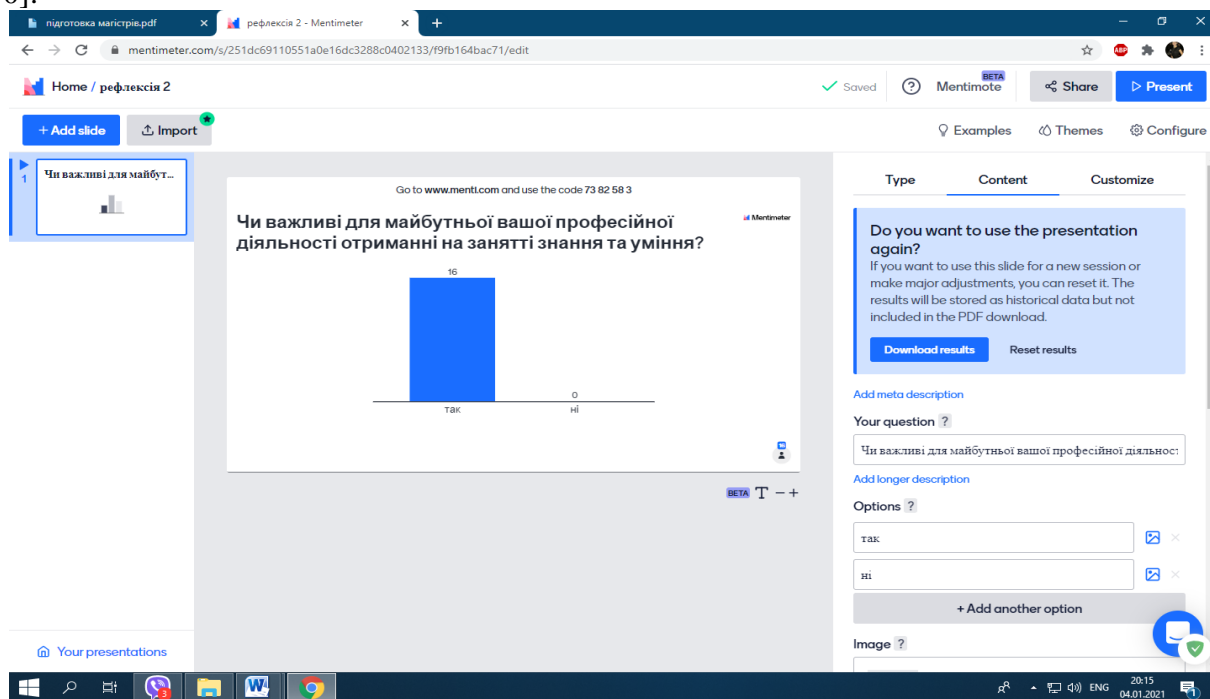 6].
підготовка магістрів.pdf
рефлексія 2 - Mentimeter
mentimeter.com/s/251dc69110551a0e16dc3288c0402133/f9fb164bac71/edit
ABP
Home / рефлексія 2
Saved
Mentimote
BETA
Share
Present
+ Add slide
Import
Examples
Themes
Configure
1
Чи важливі для майбут...
Go to www.menti.com and use the code 73 82 58 3
Чи важливі для майбутньої вашої професійної
діяльності отриманні на занятті знання та уміння?
Mentimeter
16
0
так
ні
16
BETA T − +
Type
Content
Customize
Do you want to use the presentation
again?
If you want to use this slide for a new session or
make major adjustments, you can reset it. The
results will be stored as historical data but not
included in the PDF download.
Download results
Reset results
Add meta description
Your question ?
Чи важливі для майбутньої вашої професійної діяльнос
Add longer description
Options ?
так
ні
+ Add another option
Image ?
Your presentations
3
W
ENG
20:15
04.01.2021
1